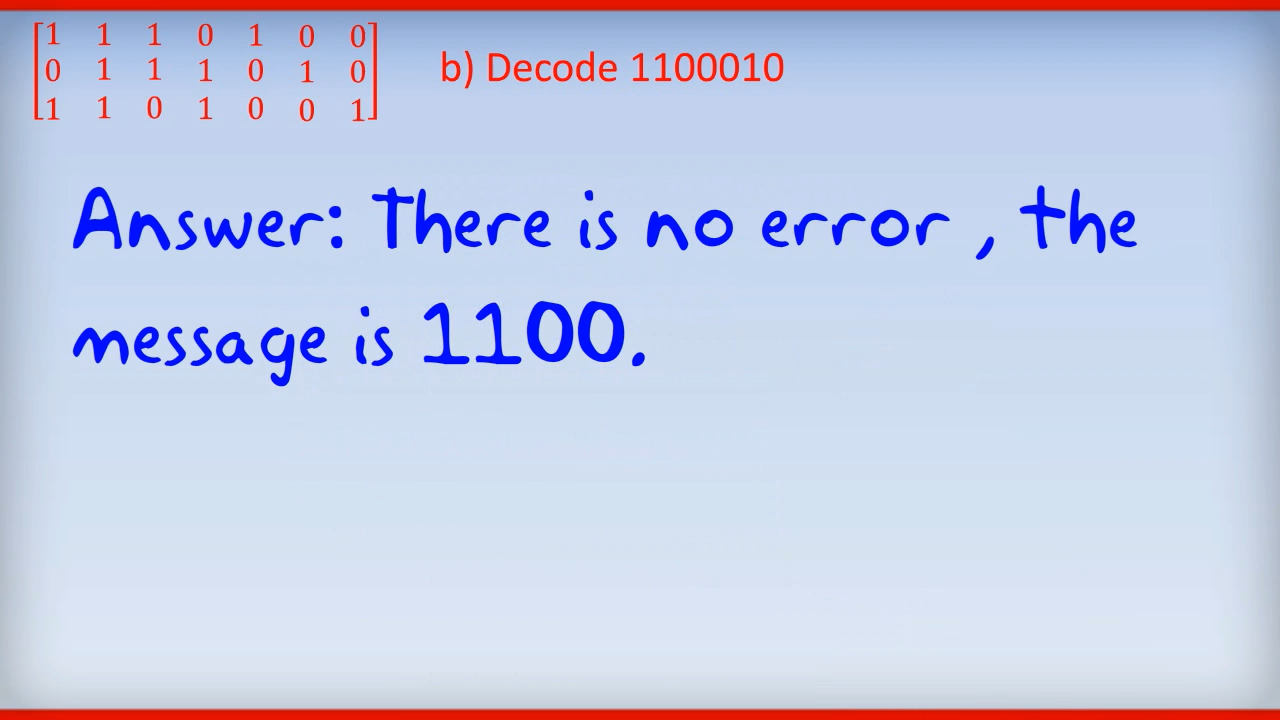 1 1 1 0 1 0 0
0 1 1 1 0 1 0
1 1 0 1 0 0 1
b) Decode 1100010
Answer: There is no error , the
message is 1100.